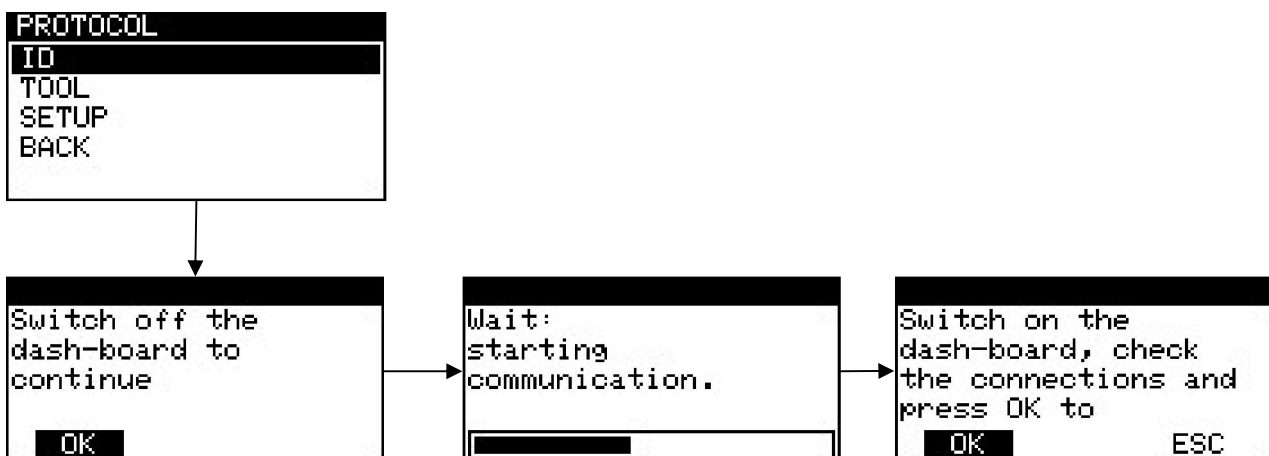 PROTOCOL
ID
TOOL
SETUP
BACK
Switch off the
dash-board to
continue
OK
Wait:
starting
communication.
Switch on the
dash-board, check
the connections and
press OK to
OK ESC